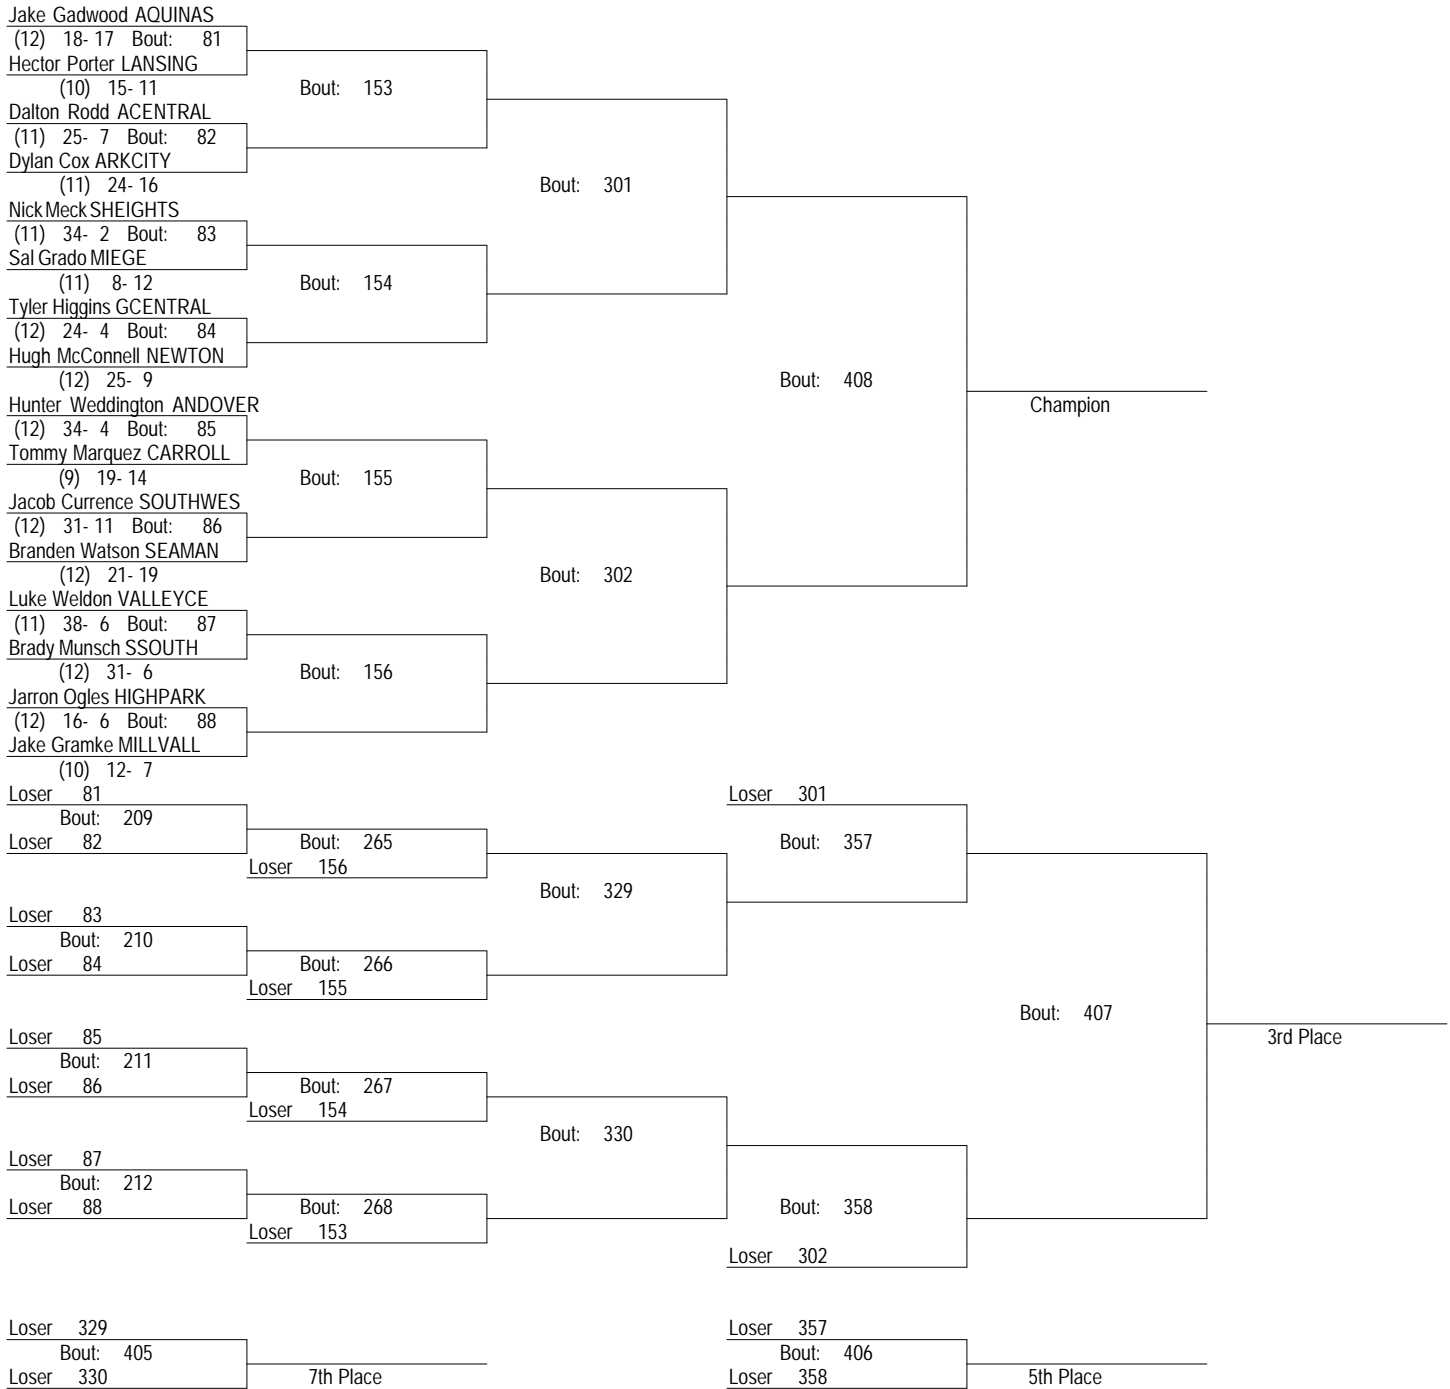 Jake Gadwood AQUINAS
(12) 18- 17 Bout: 81
Hector Porter LANSING
(10) 15- 11
Bout: 153
Dalton Rodd ACENTRAL
(11) 25- 7 Bout: 82
Dylan Cox ARKCITY
(11) 24- 16
Bout: 301
Nick Meck SHEIGHTS
(11) 34- 2 Bout: 83
Sal Grado MIEGE
(11) 8- 12
Bout: 154
Tyler Higgins GCENTRAL
(12) 24- 4 Bout: 84
Hugh McConnell NEWTON
(12) 25- 9
Bout: 408
Champion
Hunter Weddington ANDOVER
(12) 34- 4 Bout: 85
Tommy Marquez CARROLL
(9) 19- 14
Bout: 155
Jacob Currence SOUTHWES
(12) 31- 11 Bout: 86
Branden Watson SEAMAN
(12) 21- 19
Bout: 302
Luke Weldon VALLEYCE
(11) 38- 6 Bout: 87
Brady Munsch SSOUTH
(12) 31- 6
Bout: 156
Jarron Ogles HIGHPARK
(12) 16- 6 Bout: 88
Jake Gramke MILLVALL
(10) 12- 7
Loser 81
Bout: 209
Loser 82
Bout: 265
Loser 156
Bout: 329
Loser 301
Bout: 357
Loser 83
Bout: 210
Loser 84
Bout: 266
Loser 155
Bout: 407
3rd Place
Loser 85
Bout: 211
Loser 86
Bout: 267
Loser 154
Bout: 330
Loser 87
Bout: 212
Loser 88
Bout: 268
Loser 153
Bout: 358
Loser 302
Loser 329
Bout: 405
Loser 330
7th Place
Loser 357
Bout: 406
Loser 358
5th Place